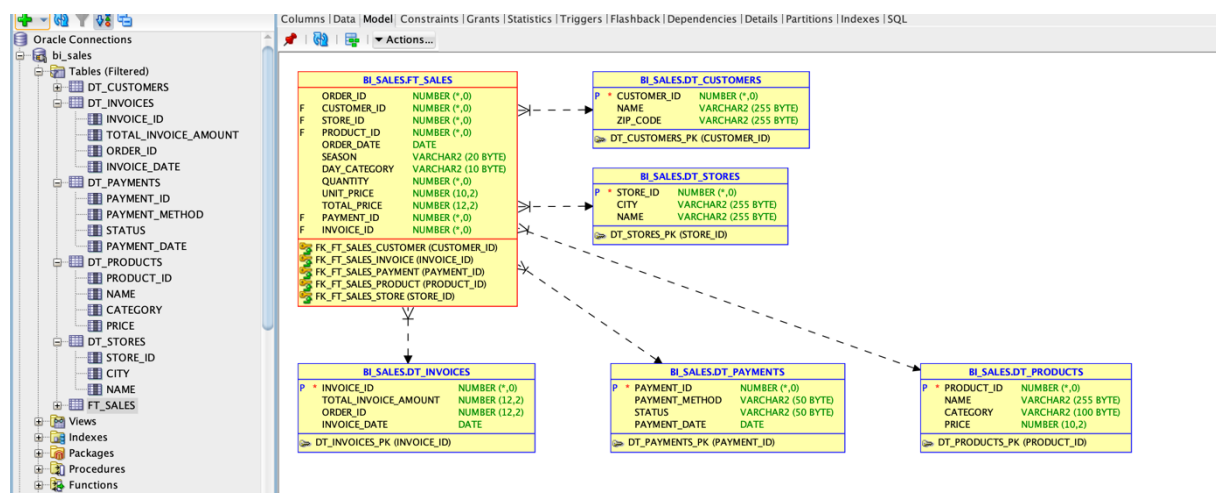 Columns | Data | Model | Constraints | Grants | Statistics | Triggers | Flashback | Dependencies | Details | Partitions | Indexes | SQL
Actions...
Oracle Connections
bi_sales
Tables (Filtered)
DT_CUSTOMERS
DT_INVOICES
INVOICE_ID
TOTAL_INVOICE_AMOUNT
ORDER_ID
INVOICE_DATE
DT_PAYMENTS
PAYMENT_ID
PAYMENT_METHOD
STATUS
PAYMENT_DATE
DT_PRODUCTS
PRODUCT_ID
NAME
CATEGORY
PRICE
DT_STORES
STORE_ID
CITY
NAME
FT_SALES
Views
Indexes
Packages
Procedures
Functions
BI_SALES.FT_SALES
ORDER_ID NUMBER (*,0)
F CUSTOMER_ID NUMBER (*,0)
F STORE_ID NUMBER (*,0)
F PRODUCT_ID NUMBER (*,0)
ORDER_DATE DATE
SEASON VARCHAR2 (20 BYTE)
DAY_CATEGORY VARCHAR2 (10 BYTE)
QUANTITY NUMBER (*,0)
UNIT_PRICE NUMBER (10,2)
TOTAL_PRICE NUMBER (12,2)
F PAYMENT_ID NUMBER (*,0)
F INVOICE_ID NUMBER (*,0)
FK_FT_SALES_CUSTOMER (CUSTOMER_ID)
FK_FT_SALES_INVOICE (INVOICE_ID)
FK_FT_SALES_PAYMENT (PAYMENT_ID)
FK_FT_SALES_PRODUCT (PRODUCT_ID)
FK_FT_SALES_STORE (STORE_ID)
BI_SALES.DT_CUSTOMERS
P * CUSTOMER_ID NUMBER (*,0)
NAME VARCHAR2 (255 BYTE)
ZIP_CODE VARCHAR2 (255 BYTE)
DT_CUSTOMERS_PK (CUSTOMER_ID)
BI_SALES.DT_STORES
P * STORE_ID NUMBER (*,0)
CITY VARCHAR2 (255 BYTE)
NAME VARCHAR2 (255 BYTE)
DT_STORES_PK (STORE_ID)
BI_SALES.DT_INVOICES
P * INVOICE_ID NUMBER (*,0)
TOTAL_INVOICE_AMOUNT NUMBER (12,2)
ORDER_ID NUMBER (12,2)
INVOICE_DATE DATE
DT_INVOICES_PK (INVOICE_ID)
BI_SALES.DT_PAYMENTS
P * PAYMENT_ID NUMBER (*,0)
PAYMENT_METHOD VARCHAR2 (50 BYTE)
STATUS VARCHAR2 (50 BYTE)
PAYMENT_DATE DATE
DT_PAYMENTS_PK (PAYMENT_ID)
BI_SALES.DT_PRODUCTS
P * PRODUCT_ID NUMBER (*,0)
NAME VARCHAR2 (255 BYTE)
CATEGORY VARCHAR2 (100 BYTE)
PRICE NUMBER (10,2)
DT_PRODUCTS_PK (PRODUCT_ID)